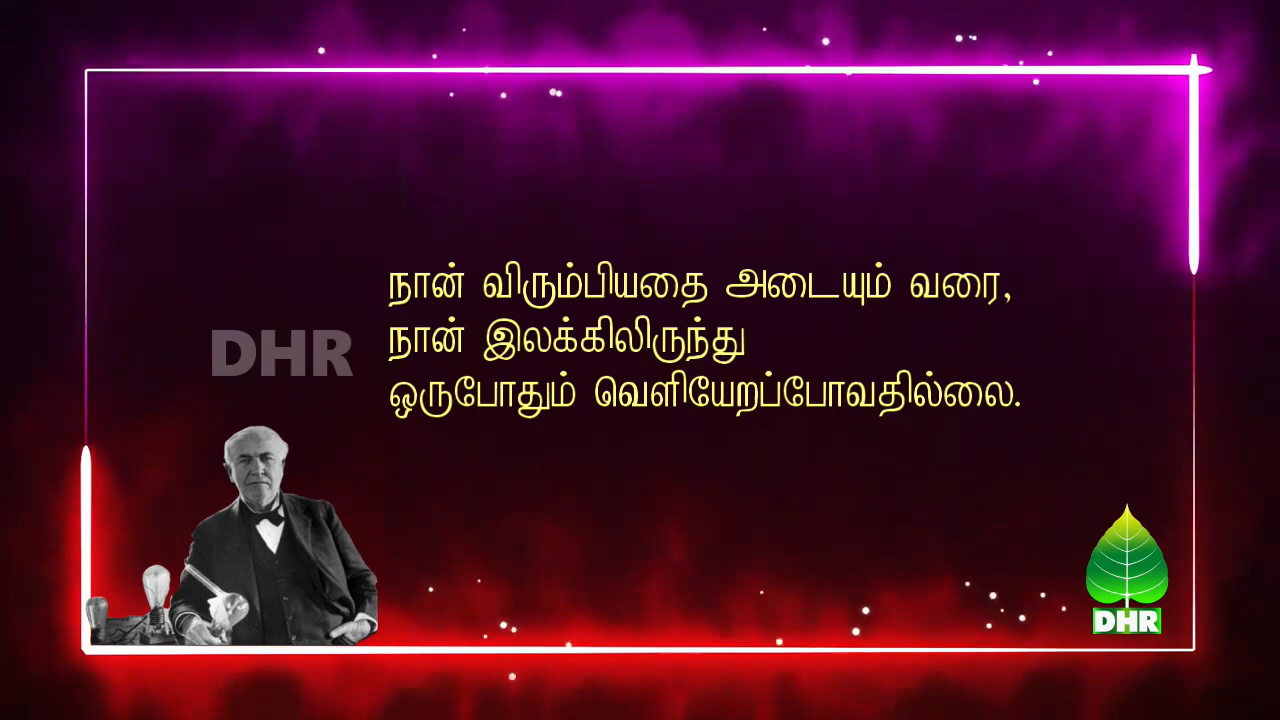 நான் விரும்பியதை அடையும் வரை,
DHR
நான் இலக்கிலிருந்து
ஒருபோதும் வெளியேறப்போவதில்லை.
DHR